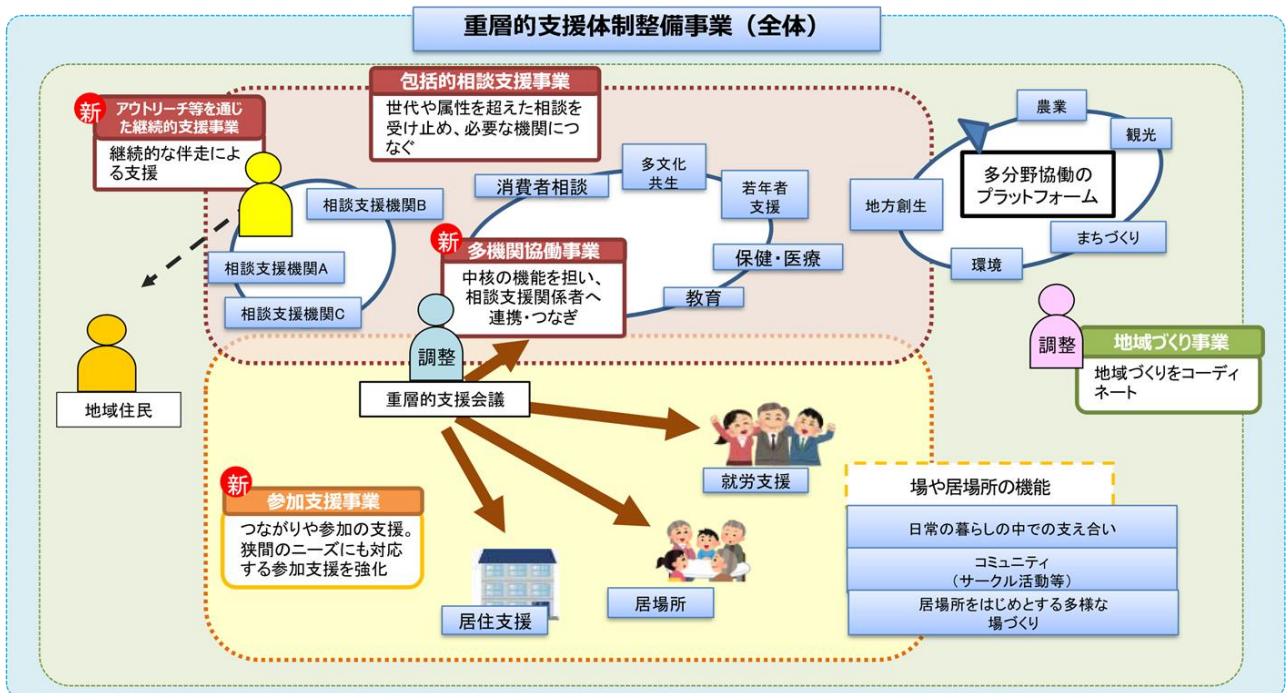 重層的支援体制整備事業（全体）
新
アウトリーチ等を通じ
た継続的支援事業
継続的な伴走によ
る支援
包括的相談支援事業
世代や属性を超えた相談を
受け止め、必要な機関につ
なぐ
相談支援機関B
相談支援機関A
相談支援機関C
消費者相談
多文化
共生
若年者
支援
保健・医療
教育
新
多機関協働事業
中核の機能を担い、
相談支援関係者へ
連携・つなぎ
農業
観光
多分野協働の
プラットフォーム
地方創生
まちづくり
環境
調整
地域づくり事業
地域づくりをコーディ
ネート
地域住民
調整
重層的支援会議
新
参加支援事業
つながりや参加の支援。
狭間のニーズにも対応
する参加支援を強化
就労支援
居場所
居住支援
場や居場所の機能
日常の暮らしの中での支え合い
コミュニティ
（サークル活動等）
居場所をはじめとする多様な
場づくり